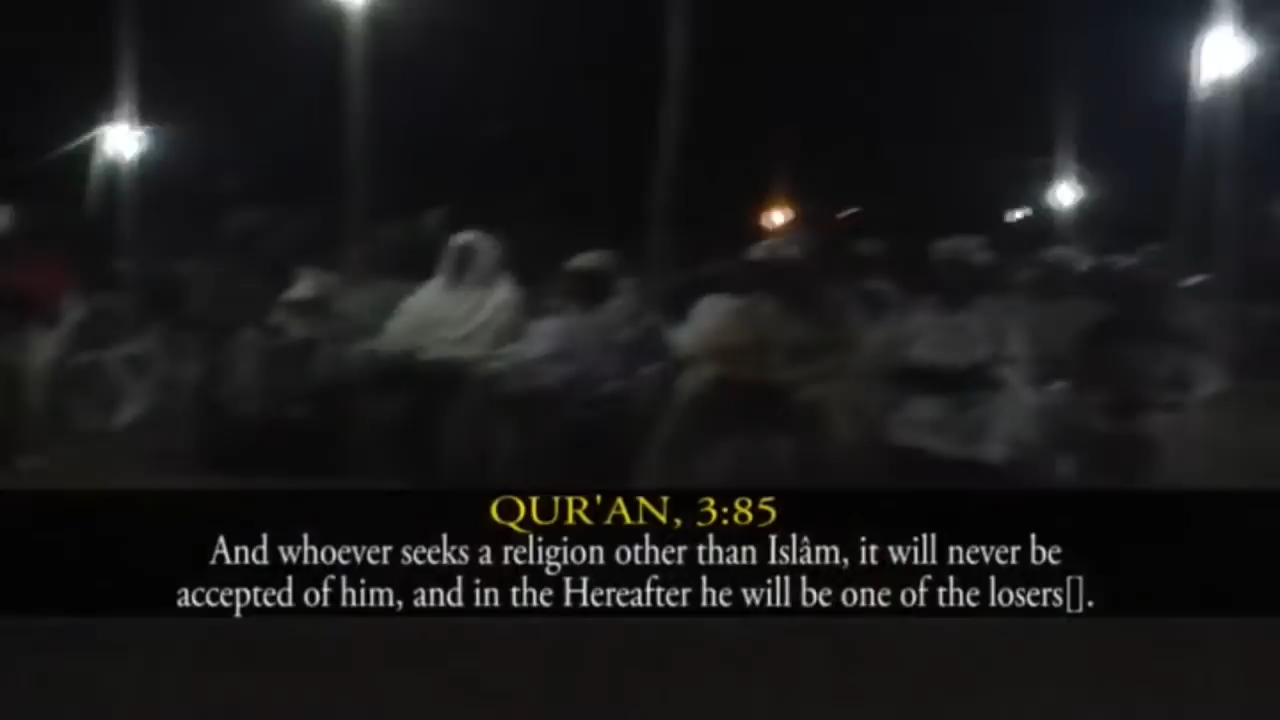 QUR'AN, 3:85
And whoever seeks a religion other than Islâm, it will never be
accepted of him, and in the Hereafter he will be one of the losers[].